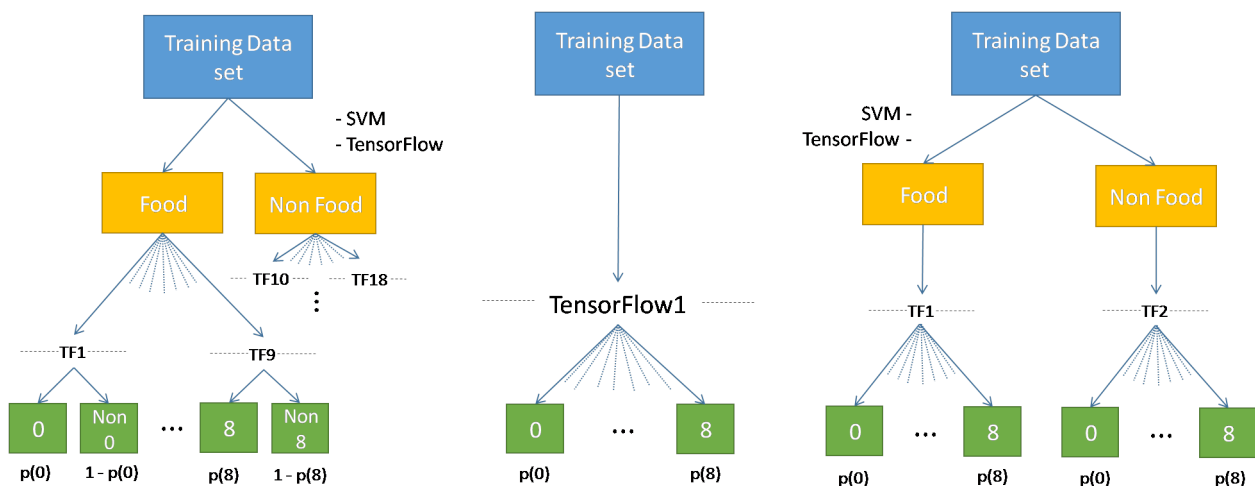 Training Data
set
- SVM
- TensorFlow
Food
Non Food
TF10
TF18
⋮
TF1
TF9
0
Non
0
...
8
Non
8
p(0)
1 - p(0)
p(8)
1 - p(8)
Training Data
set
TensorFlow1
0
...
8
p(0)
p(8)
Training Data
set
SVM -
TensorFlow -
Food
Non Food
TF1
TF2
0
...
8
0
...
8
p(0)
p(8)
p(0)
p(8)